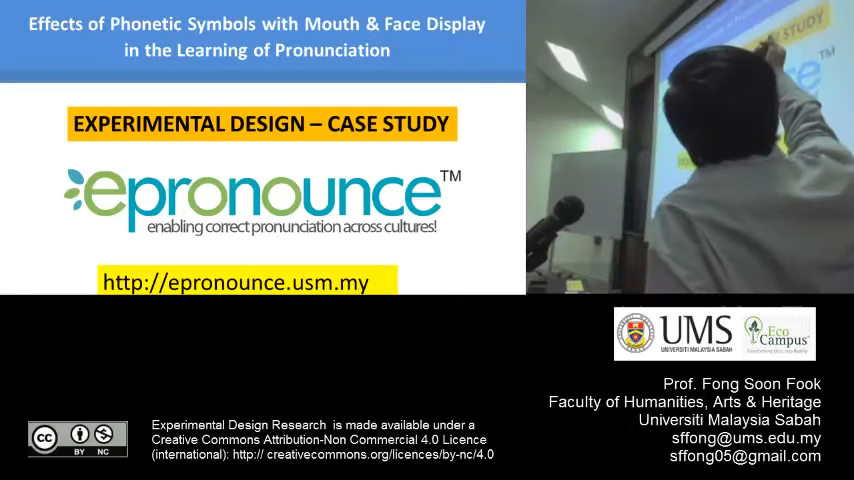 Effects of Phonetic Symbols with Mouth & Face Display
in the Learning of Pronunciation
EXPERIMENTAL DESIGN – CASE STUDY
epronounce™
enabling correct pronunciation across cultures!
http://epronounce.usm.my
STUDY
ounce™
UMS
UNIVERSITI MALAYSIA SABAH
Eco
Campus
Prof. Fong Soon Fook
Faculty of Humanities, Arts & Heritage
Universiti Malaysia Sabah
sffong@ums.edu.my
sffong05@gmail.com
cc
BY NC
Experimental Design Research is made available under a
Creative Commons Attribution-Non Commercial 4.0 Licence
(international): http:// creativecommons.org/licences/by-nc/4.0